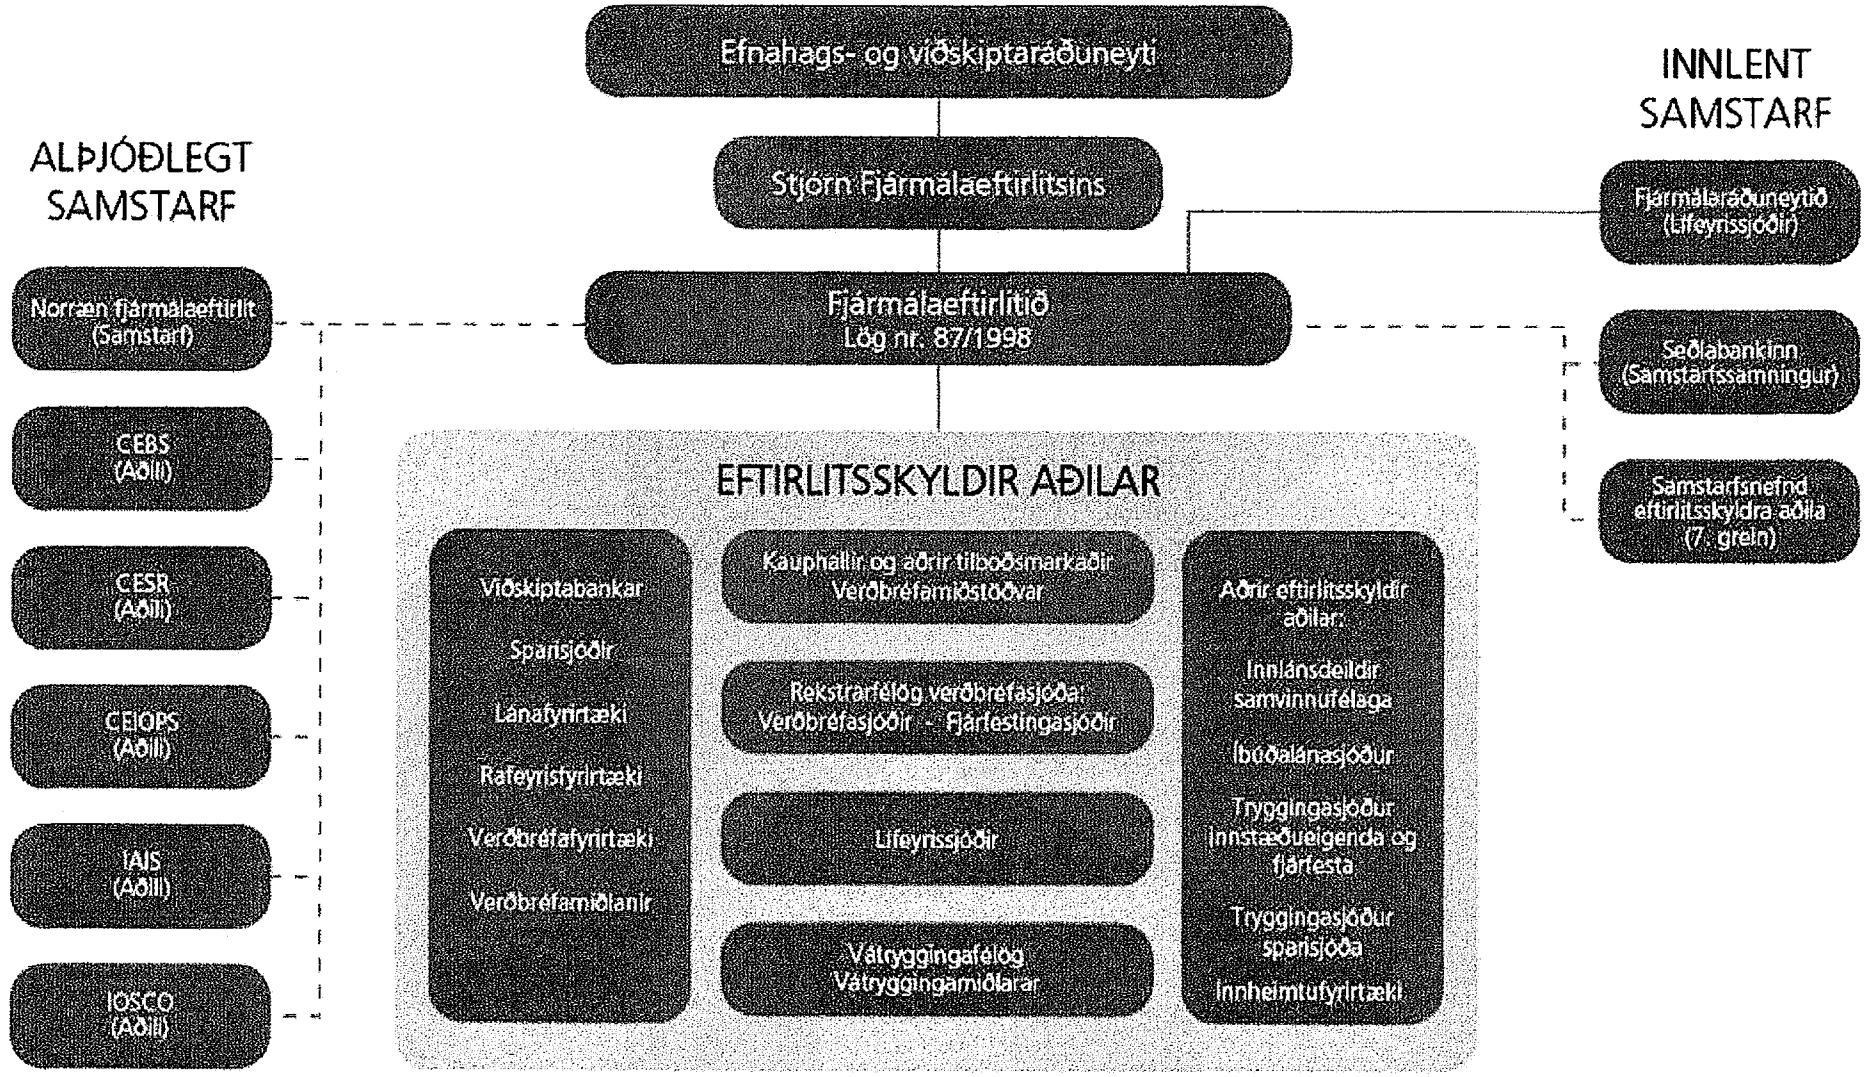 Efnahags- og viðskiptaráðuneyti
Stjórn Fjármálaeftirlitsins
Fjármálaeftirlitið
Lög nr. 87/1998
ALÞJÓÐLEGT
SAMSTARF
Norræn fjármálaeftirlit
(Samstarf)
CEBS
(Aðili)
CESR
(Aðili)
CEIOPS
(Aðili)
IAIS
(Aðili)
IOSCO
(Aðili)
INNLENT
SAMSTARF
Fjármálaráðuneytið
(Lífeyrissjóðir)
Seðlabankinn
(Samstarfssamningur)
Samstarfsnefnd
eftirlitsskyldra aðila
(7. grein)
EFTIRLITSSKYLDIR AÐILAR
Viðskiptabankar
Sparisjóðir
Lánafyrirtæki
Rafeyrisfyrirtæki
Verðbréfafyrirtæki
Verðbréfamiðlanir
Kauphallir og aðrir tilboðsmarkaðir
Verðbréfamiðstöðvar
Rekstrarfélög verðbréfasjóða:
Verðbréfasjóðir - Fjárfestingasjóðir
Lífeyrissjóðir
Vátryggingafélög
Vátryggingamiðlarar
Aðrir eftirlitsskyldir
aðilar:
Innlánsdeildir
samvinnufélaga
Íbúðalánasjóður
Tryggingasjóður
innstæðueigenda og
fjárfesta
Tryggingasjóður
sparisjóða
Innheimtufyrirtæki